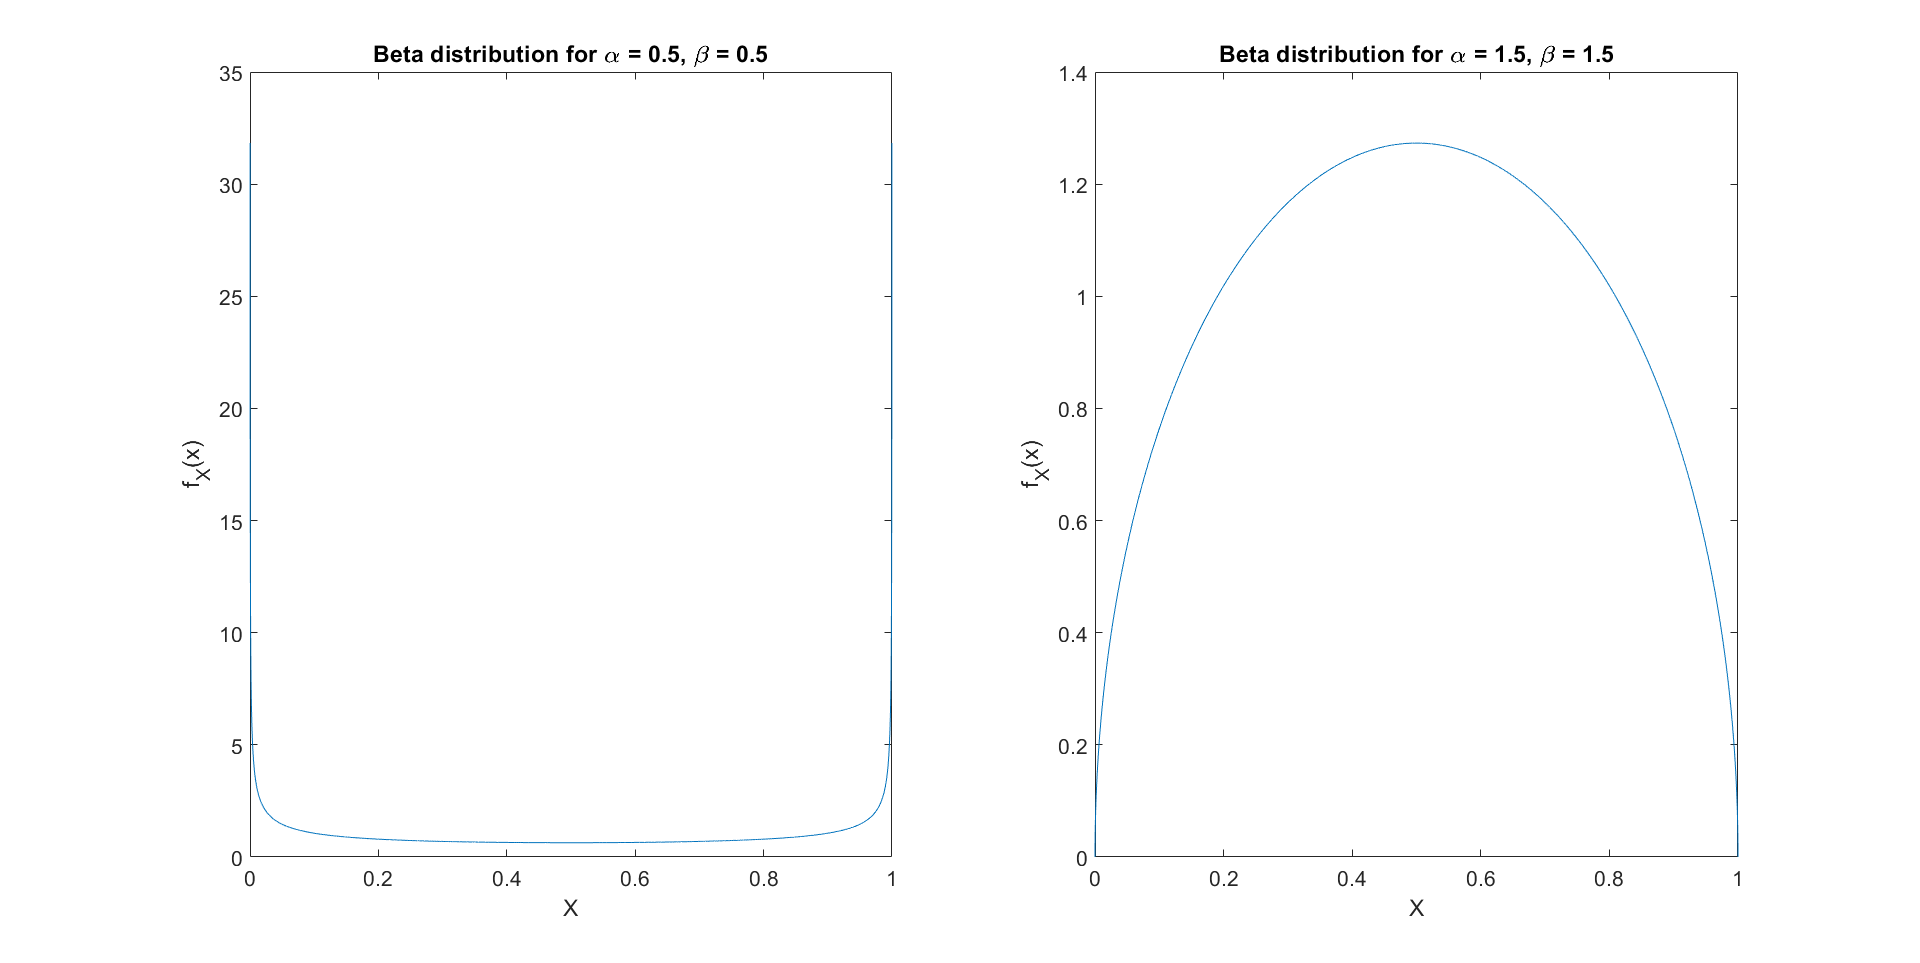 Beta distribution for α = 0.5, β = 0.5
35
30
25
20
15
10
5
0
f_X(x)
0 0.2 0.4 0.6 0.8 1
X
Beta distribution for α = 1.5, β = 1.5
1.4
1.2
1
0.8
0.6
0.4
0.2
0
f_X(x)
0 0.2 0.4 0.6 0.8 1
X